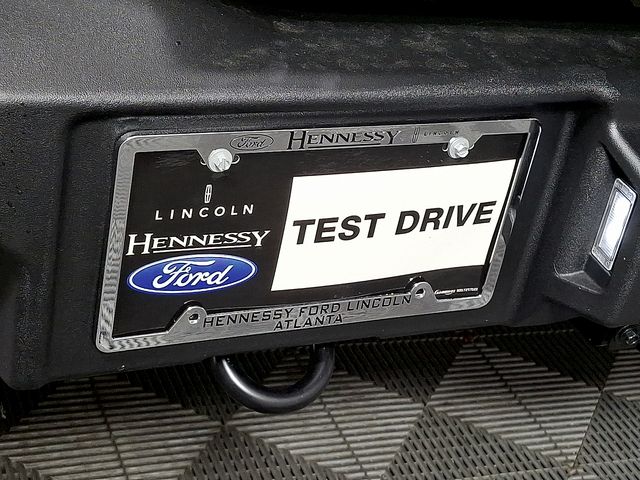 Ford HENNESSY LINCOLN
LINCOLN
HENNESSY
Ford
TEST DRIVE
HENNESSY FORD LINCOLN
ATLANTA